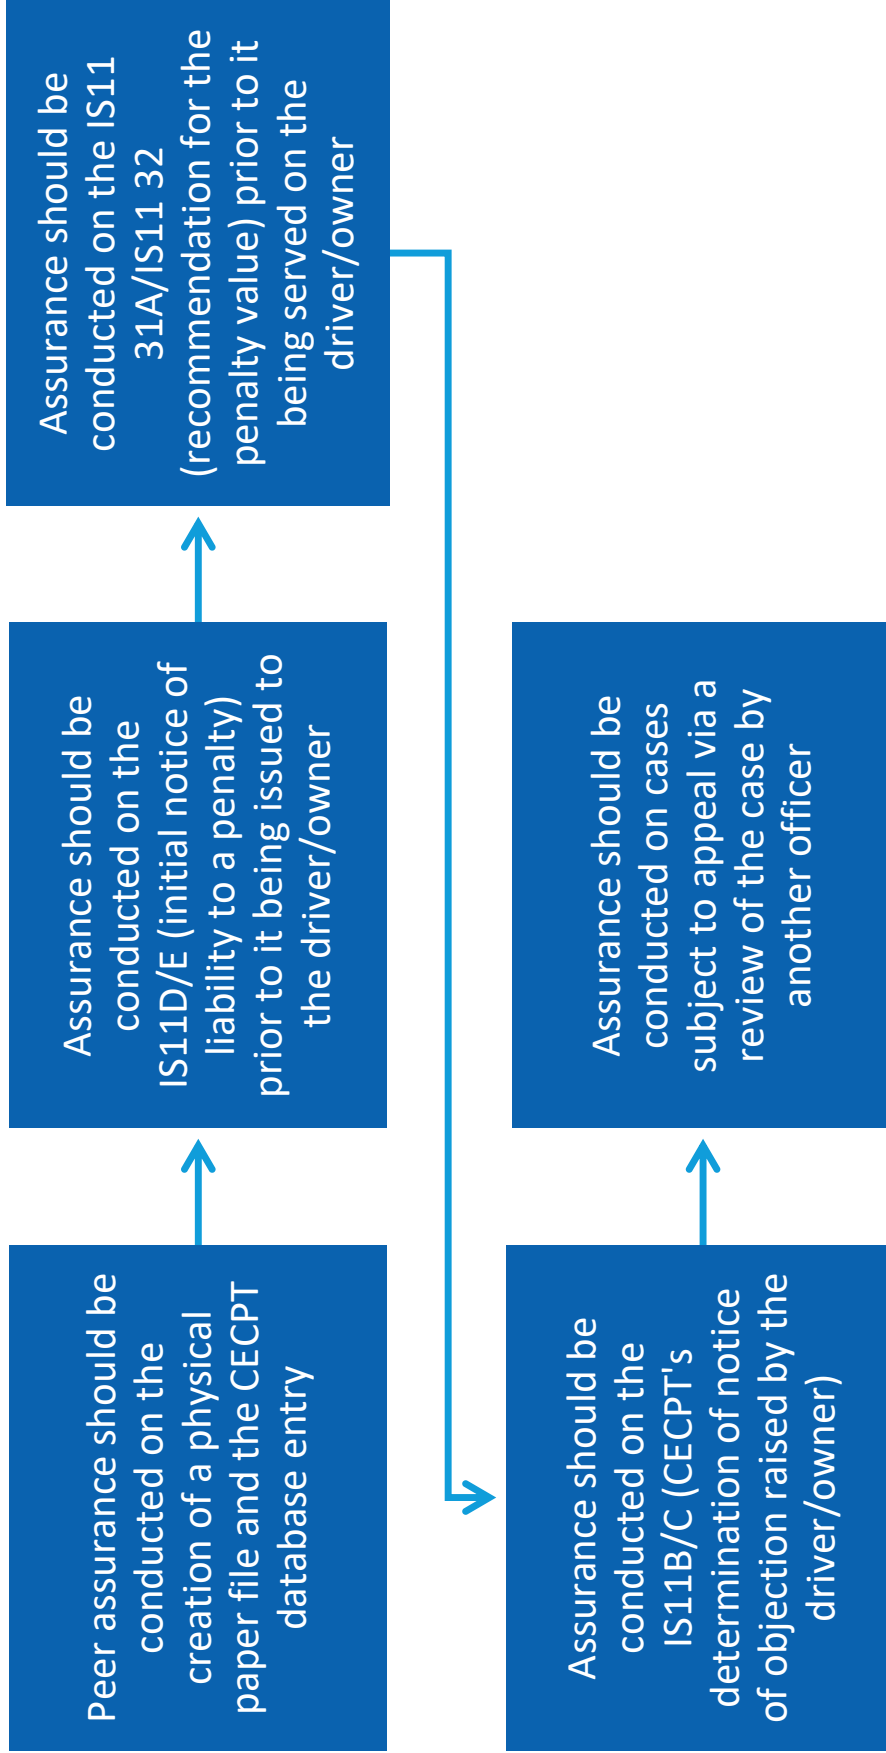 Peer assurance should be
conducted on the
creation of a physical
paper file and the CECPT
database entry
Assurance should be
conducted on the
IS11D/E (initial notice of
liability to a penalty)
prior to it being issued to
the driver/owner
Assurance should be
conducted on the IS11
31A/IS11 32
(recommendation for the
penalty value) prior to it
being served on the
driver/owner
Assurance should be
conducted on the
IS11B/C (CECPT's
determination of notice
of objection raised by the
driver/owner)
Assurance should be
conducted on cases
subject to appeal via a
review of the case by
another officer